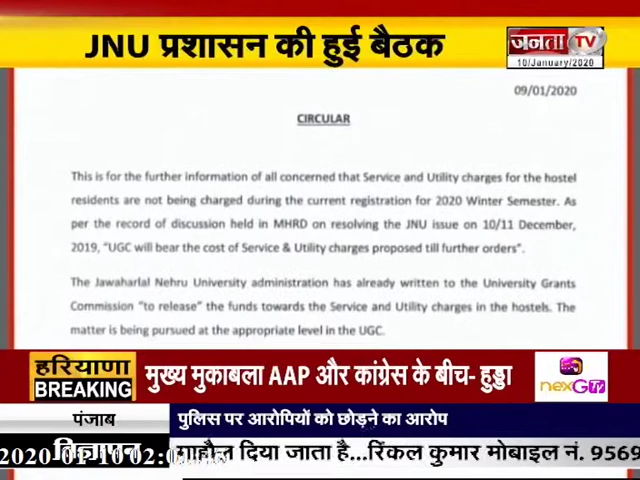 JNU प्रशासन की हुई बैठक
जनता TV
10/January/2020
09/01/2020
CIRCULAR
This is for the further information of all concerned that Service and Utility charges for the hostel
residents are not being charged during the current registration for 2020 Winter Semester. As
per the record of discussion held in MHRD on resolving the JNU issue on 10/11 December,
2019, “UGC will bear the cost of Service & Utility charges proposed till further orders”.
The Jawaharlal Nehru University administration has already written to the University Grants
Commission “to release” the funds towards the Service and Utility charges in the hostels. The
matter is being pursued at the appropriate level in the UGC.
हरियाणा
BREAKING
मुख्य मुकाबला AAP और कांग्रेस के बीच- हुड्डा
nexGTV
पंजाब
पुलिस पर आरोपियों को छोड़ने का आरोप
विज्ञापन
माहौल दिया जाता है...रिंकल कुमार मोबाइल नं. 9569
2020-01-10 02:0